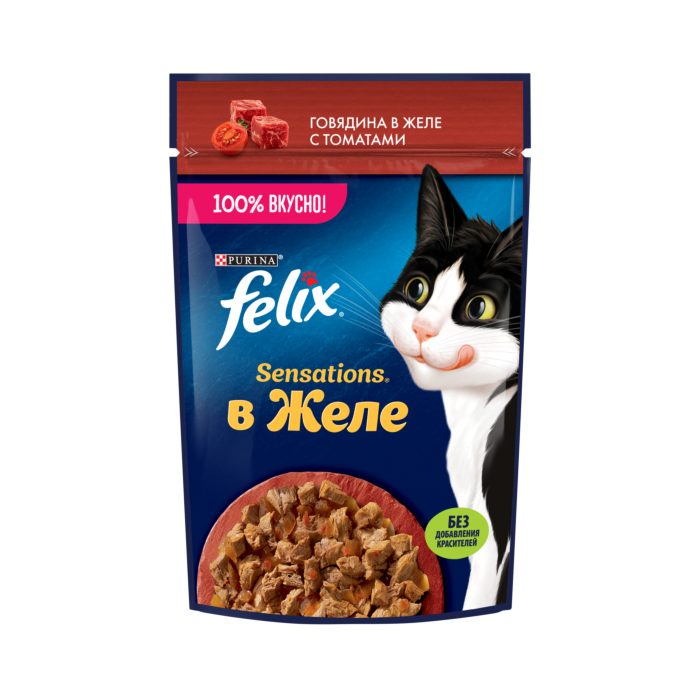 ГОВЯДИНА В ЖЕЛЕ
С ТОМАТАМИ
100% ВКУСНО!
PURINA®
felix®
Sensations®
в Желе
БЕЗ
ДОБАВЛЕНИЯ
КРАСИТЕЛЕЙ